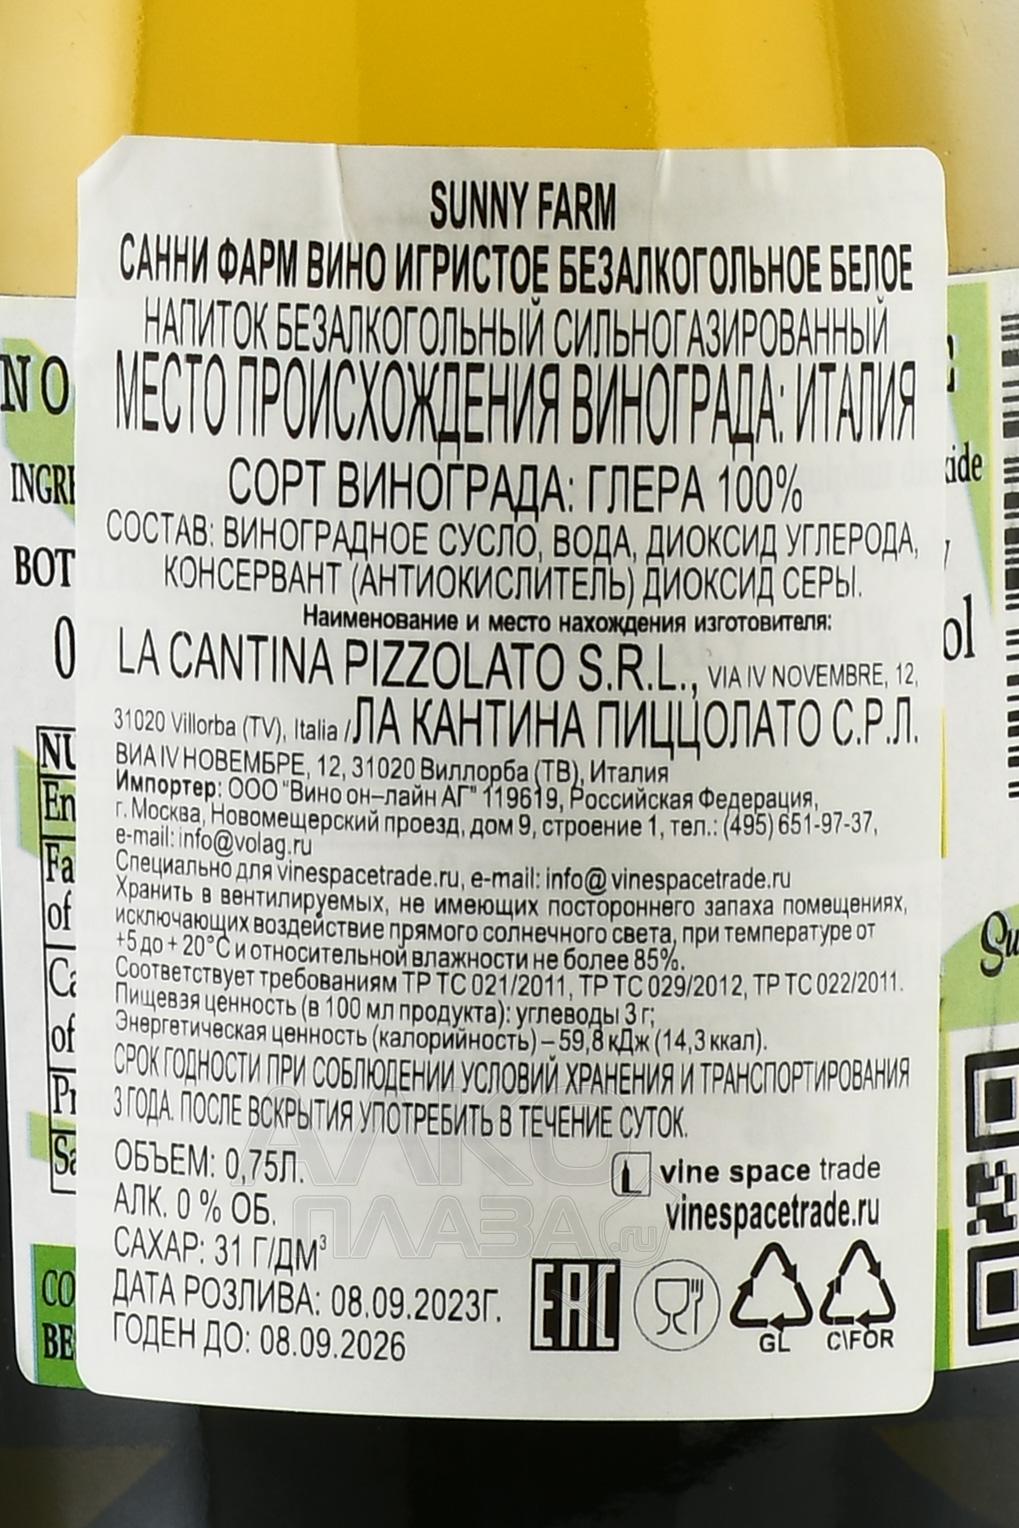 SUNNY FARM
САННИ ФАРМ ВИНО ИГРИСТОЕ БЕЗАЛКОГОЛЬНОЕ БЕЛОЕ
НАПИТОК БЕЗАЛКОГОЛЬНЫЙ СИЛЬНОГАЗИРОВАННЫЙ
МЕСТО ПРОИСХОЖДЕНИЯ ВИНОГРАДА: ИТАЛИЯ
СОРТ ВИНОГРАДА: ГЛЕРА 100%
СОСТАВ: ВИНОГРАДНОЕ СУСЛО, ВОДА, ДИОКСИД УГЛЕРОДА,
КОНСЕРВАНТ (АНТИОКИСЛИТЕЛЬ) ДИОКСИД СЕРЫ.
Наименование и место нахождения изготовителя:
LA CANTINA PIZZOLATO S.R.L., VIA IV NOVEMBRE, 12,
31020 Villorba (TV), Italia /ЛА КАНТИНА ПИЦЦОЛАТО С.Р.Л.
ВИА IV НОВЕМБРЕ, 12, 31020 Виллорба (ТВ), Италия
Импортер: ООО "Вино он–лайн АГ" 119619, Российская Федерация,
г. Москва, Новомещерский проезд, дом 9, строение 1, тел.: (495) 651-97-37,
e-mail: info@volag.ru
Специально для vinespacetrade.ru, e-mail: info@vinespacetrade.ru
Хранить в вентилируемых, не имеющих постороннего запаха помещениях,
исключающих воздействие прямого солнечного света, при температуре от
+5 до + 20°С и относительной влажности не более 85%.
Соответствует требованиям ТР ТС 021/2011, ТР ТС 029/2012, ТР ТС 022/2011.
Пищевая ценность (в 100 мл продукта): углеводы 3 г;
Энергетическая ценность (калорийность) – 59,8 кДж (14,3 ккал).
СРОК ГОДНОСТИ ПРИ СОБЛЮДЕНИИ УСЛОВИЙ ХРАНЕНИЯ И ТРАНСПОРТИРОВАНИЯ
3 ГОДА. ПОСЛЕ ВСКРЫТИЯ УПОТРЕБИТЬ В ТЕЧЕНИЕ СУТОК.
ОБЪЕМ: 0,75Л.
АЛК. 0 % ОБ.
САХАР: 31 Г/ДМ³
ДАТА РОЗЛИВА: 08.09.2023Г.
ГОДЕН ДО: 08.09.2026
vine space trade
vinespacetrade.ru
EAC
GL
C\FOR
АЛКО
ПЛАЗА.ru
NO